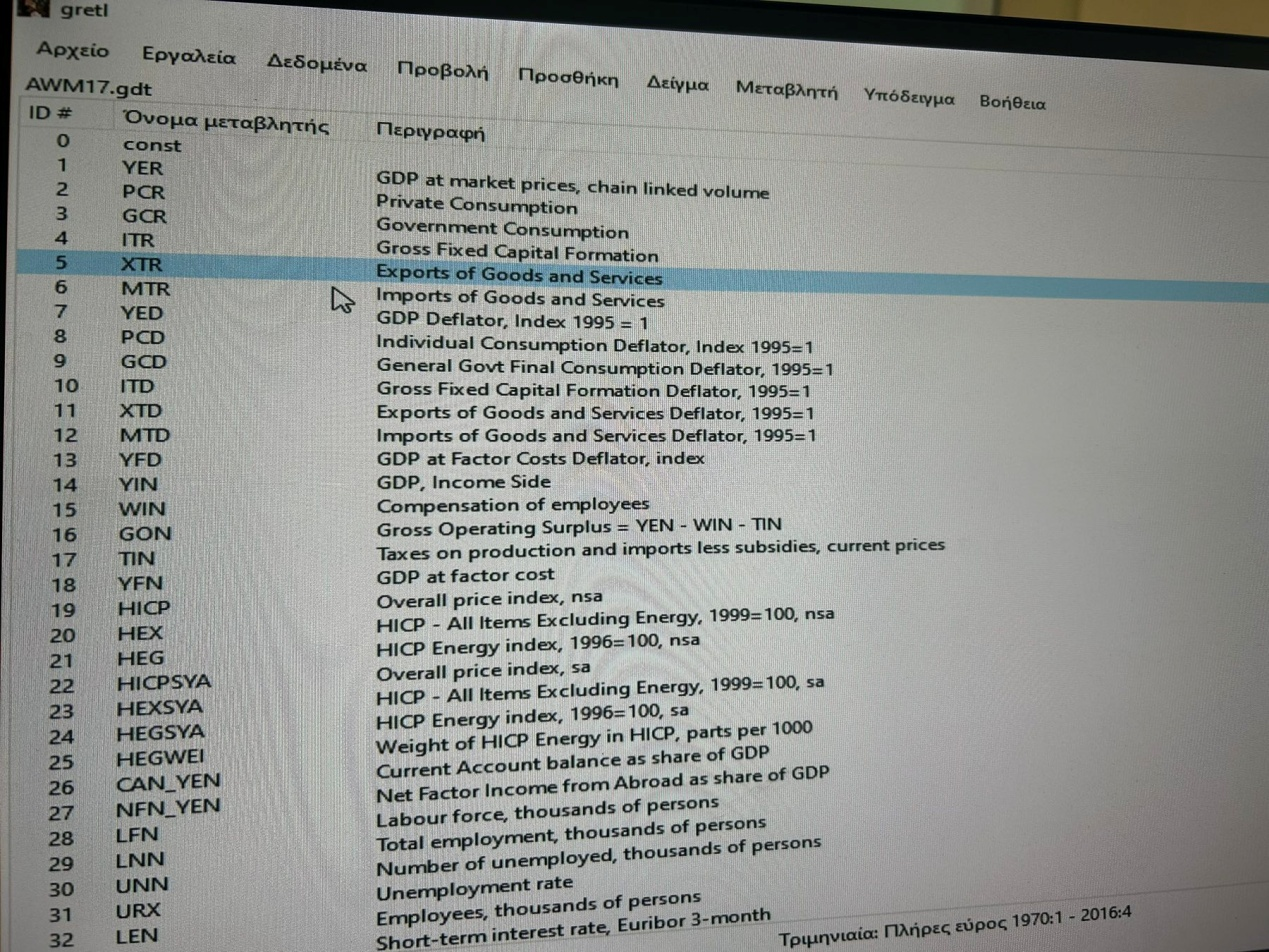 gretl
Αρχείο Εργαλεία Δεδομένα Προβολή Προσθήκη Δείγμα Μεταβλητή Υπόδειγμα Βοήθεια
AWM17.gdt
ID # Όνομα μεταβλητής Περιγραφή
0 const
1 YER GDP at market prices, chain linked volume
2 PCR Private Consumption
3 GCR Government Consumption
4 ITR Gross Fixed Capital Formation
5 XTR Exports of Goods and Services
6 MTR Imports of Goods and Services
7 YED GDP Deflator, Index 1995 = 1
8 PCD Individual Consumption Deflator, Index 1995=1
9 GCD General Govt Final Consumption Deflator, 1995=1
10 ITD Gross Fixed Capital Formation Deflator, 1995=1
11 XTD Exports of Goods and Services Deflator, 1995=1
12 MTD Imports of Goods and Services Deflator, 1995=1
13 YFD GDP at Factor Costs Deflator, index
14 YIN GDP, Income Side
15 WIN Compensation of employees
16 GON Gross Operating Surplus = YEN - WIN - TIN
17 TIN Taxes on production and imports less subsidies, current prices
18 YFN GDP at factor cost
19 HICP Overall price index, nsa
20 HEX HICP - All Items Excluding Energy, 1999=100, nsa
21 HEG HICP Energy index, 1996=100, nsa
22 HICPSYA Overall price index, sa
23 HEXSYA HICP - All Items Excluding Energy, 1999=100, sa
24 HEGSYA HICP Energy index, 1996=100, sa
25 HEGWEI Weight of HICP Energy in HICP, parts per 1000
26 CAN_YEN Current Account balance as share of GDP
27 NFN_YEN Net Factor Income from Abroad as share of GDP
28 LFN Labour force, thousands of persons
29 LNN Total employment, thousands of persons
30 UNN Number of unemployed, thousands of persons
31 URX Unemployment rate
32 LEN Employees, thousands of persons
Short-term interest rate, Euribor 3-month
Τριμηνιαία: Πλήρες εύρος 1970:1 - 2016:4